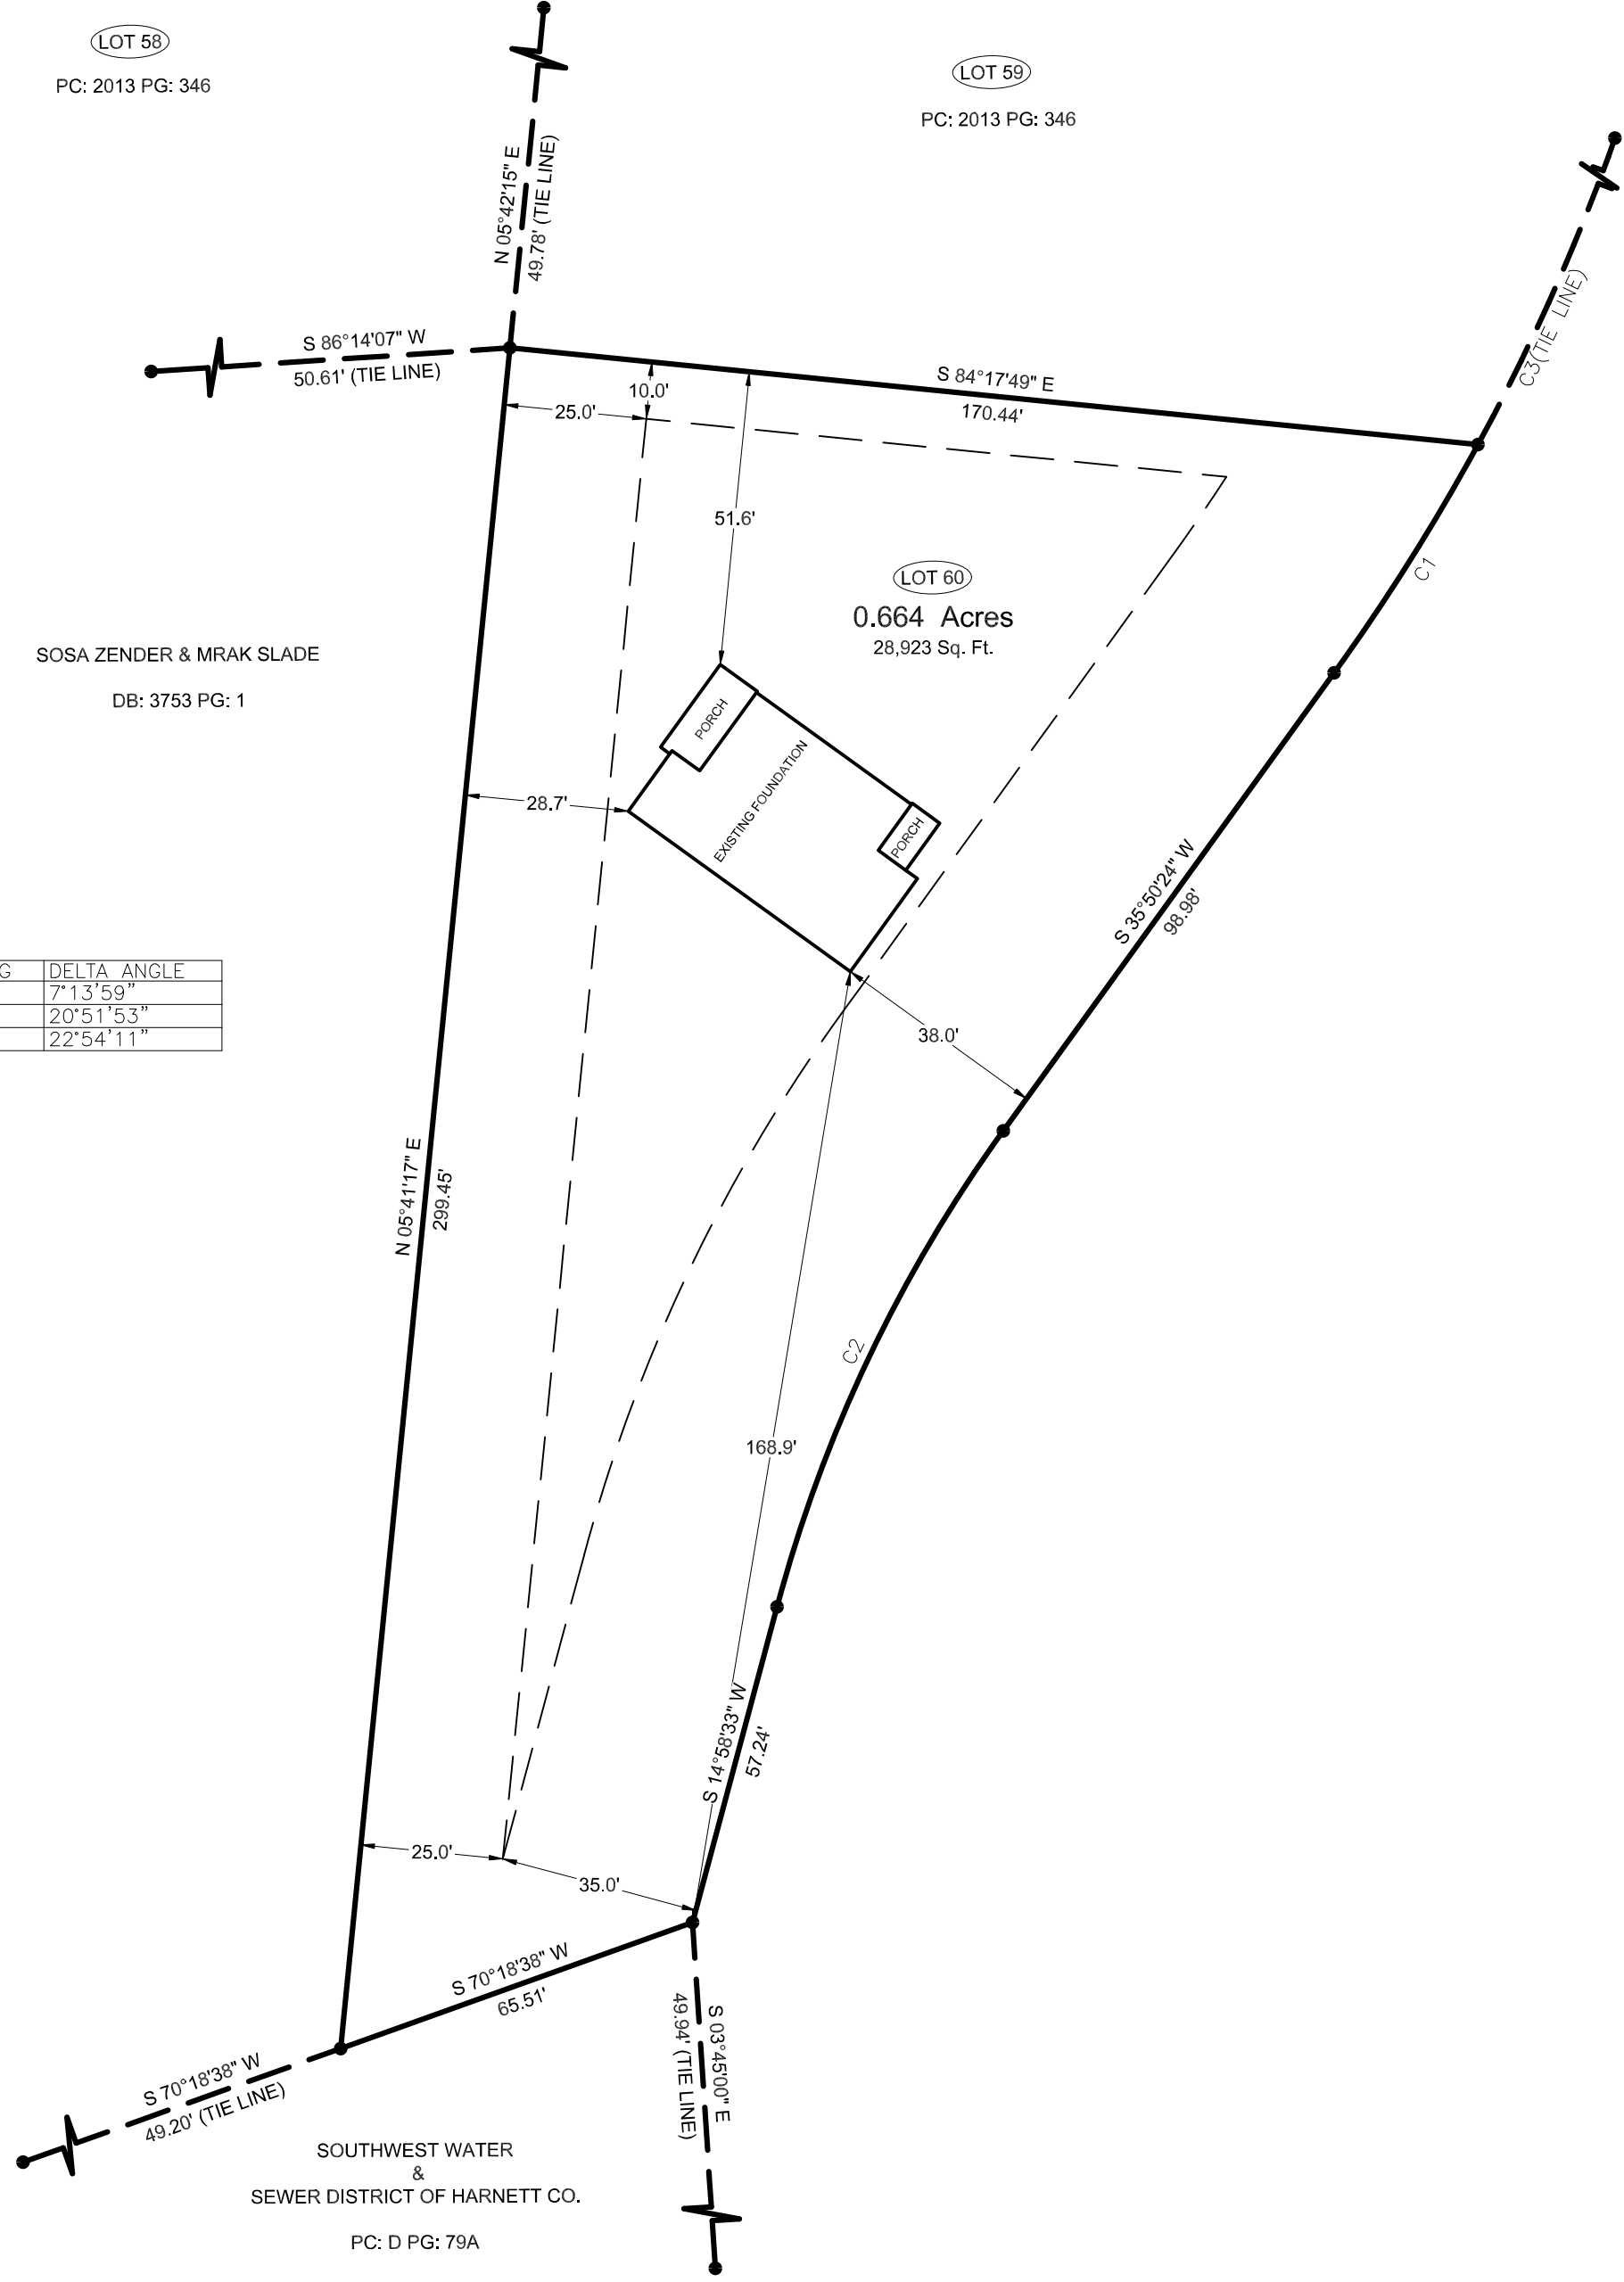 LOT 58
PC: 2013 PG: 346
LOT 59
PC: 2013 PG: 346
N 05°42'15" E
49.78' (TIE LINE)
C3(TIE LINE)
S 86°14'07" W
50.61' (TIE LINE)
S 84°17'49" E
170.44'
10.0'
25.0'
51.6'
C1
LOT 60
0.664 Acres
28,923 Sq. Ft.
SOSA ZENDER & MRAK SLADE
DB: 3753 PG: 1
PORCH
EXISTING FOUNDATION
PORCH
28.7'
S 35°50'24" W
98.98'
G DELTA ANGLE
7°13'59"
20°51'53"
22°54'11"
38.0'
N 05°41'17" E
299.45'
C2
168.9'
S 14°58'33" W
57.24'
25.0'
35.0'
S 70°18'38" W
65.51'
S 03°45'00" E
49.94' (TIE LINE)
S 70°18'38" W
49.20' (TIE LINE)
SOUTHWEST WATER
&
SEWER DISTRICT OF HARNETT CO.
PC: D PG: 79A